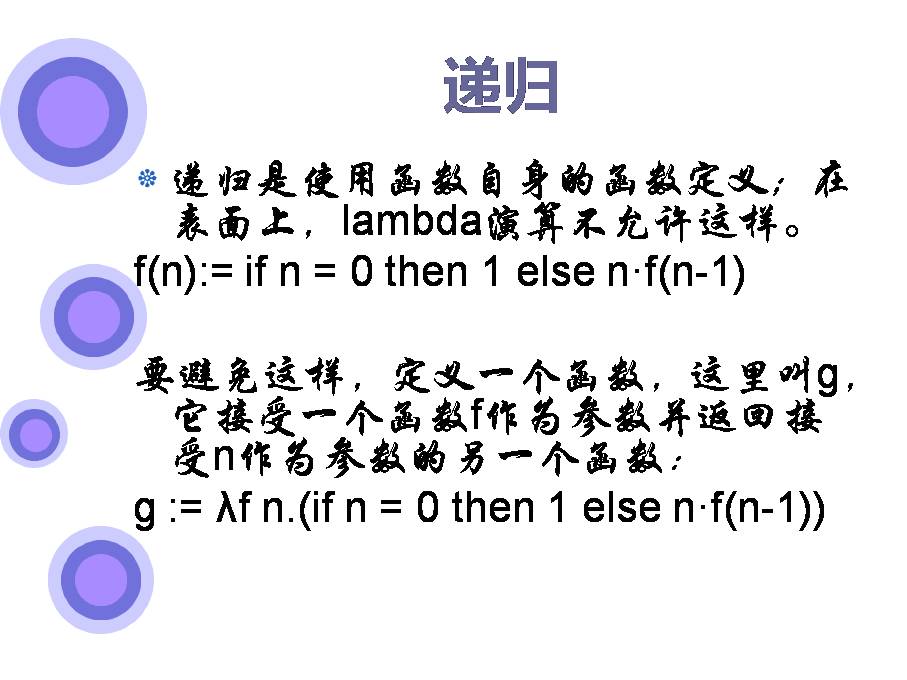 递归
递归是使用函数自身的函数定义；在
表面上，lambda演算不允许这样。
f(n):= if n = 0 then 1 else n·f(n-1)
要避免这样，定义一个函数，这里叫g，
它接受一个函数f作为参数并返回接
受n作为参数的另一个函数：
g := λf n.(if n = 0 then 1 else n·f(n-1))